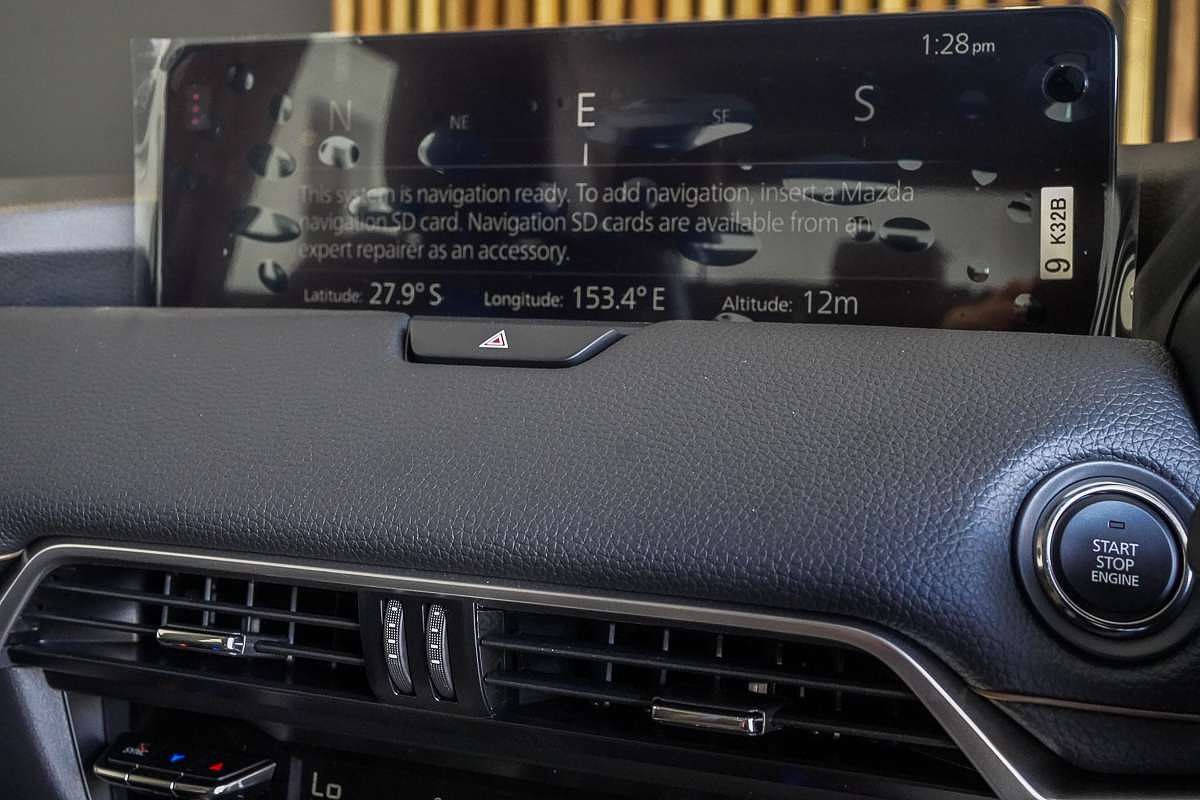 1:28pm
N NE E SE S
This system is navigation ready. To add navigation, insert a Mazda
navigation SD card. Navigation SD cards are available from an
expert repairer as an accessory.
Latitude: 27.9° S Longitude: 153.4° E Altitude: 12m
9 K32B
START
STOP
ENGINE
SYNC
Lo